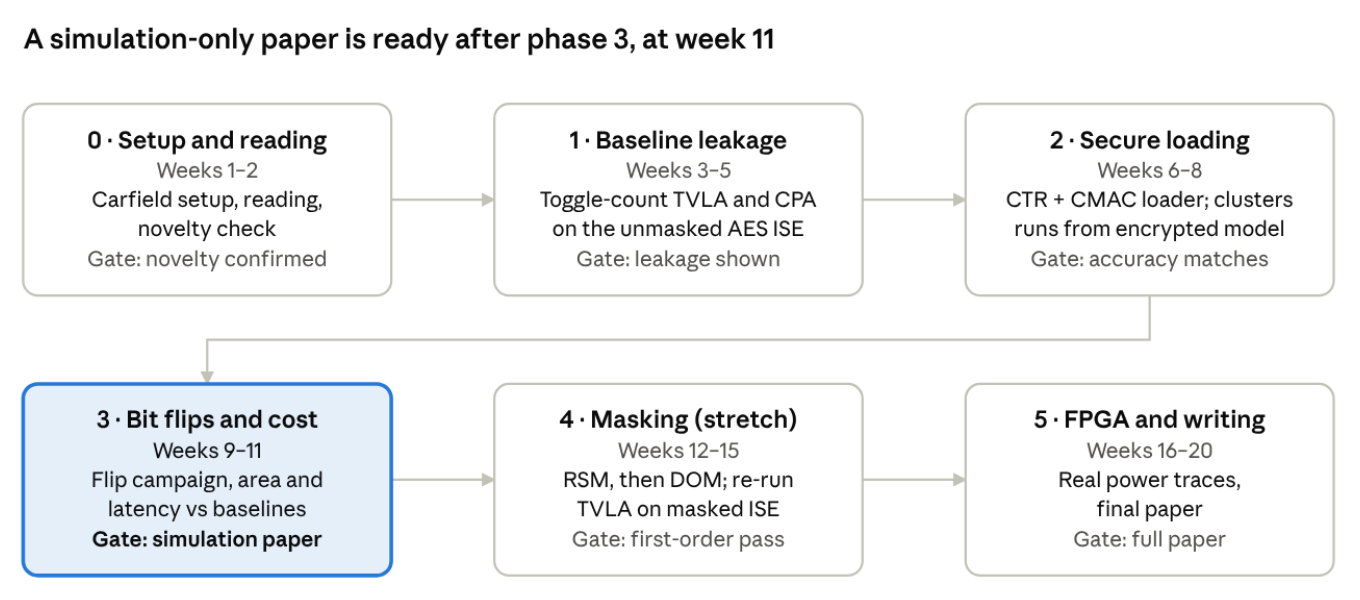 A simulation-only paper is ready after phase 3, at week 11
0 · Setup and reading
Weeks 1–2
Carfield setup, reading,
novelty check
Gate: novelty confirmed
1 · Baseline leakage
Weeks 3–5
Toggle-count TVLA and CPA
on the unmasked AES ISE
Gate: leakage shown
2 · Secure loading
Weeks 6–8
CTR + CMAC loader; clusters
runs from encrypted model
Gate: accuracy matches
3 · Bit flips and cost
Weeks 9–11
Flip campaign, area and
latency vs baselines
Gate: simulation paper
4 · Masking (stretch)
Weeks 12–15
RSM, then DOM; re-run
TVLA on masked ISE
Gate: first-order pass
5 · FPGA and writing
Weeks 16–20
Real power traces,
final paper
Gate: full paper